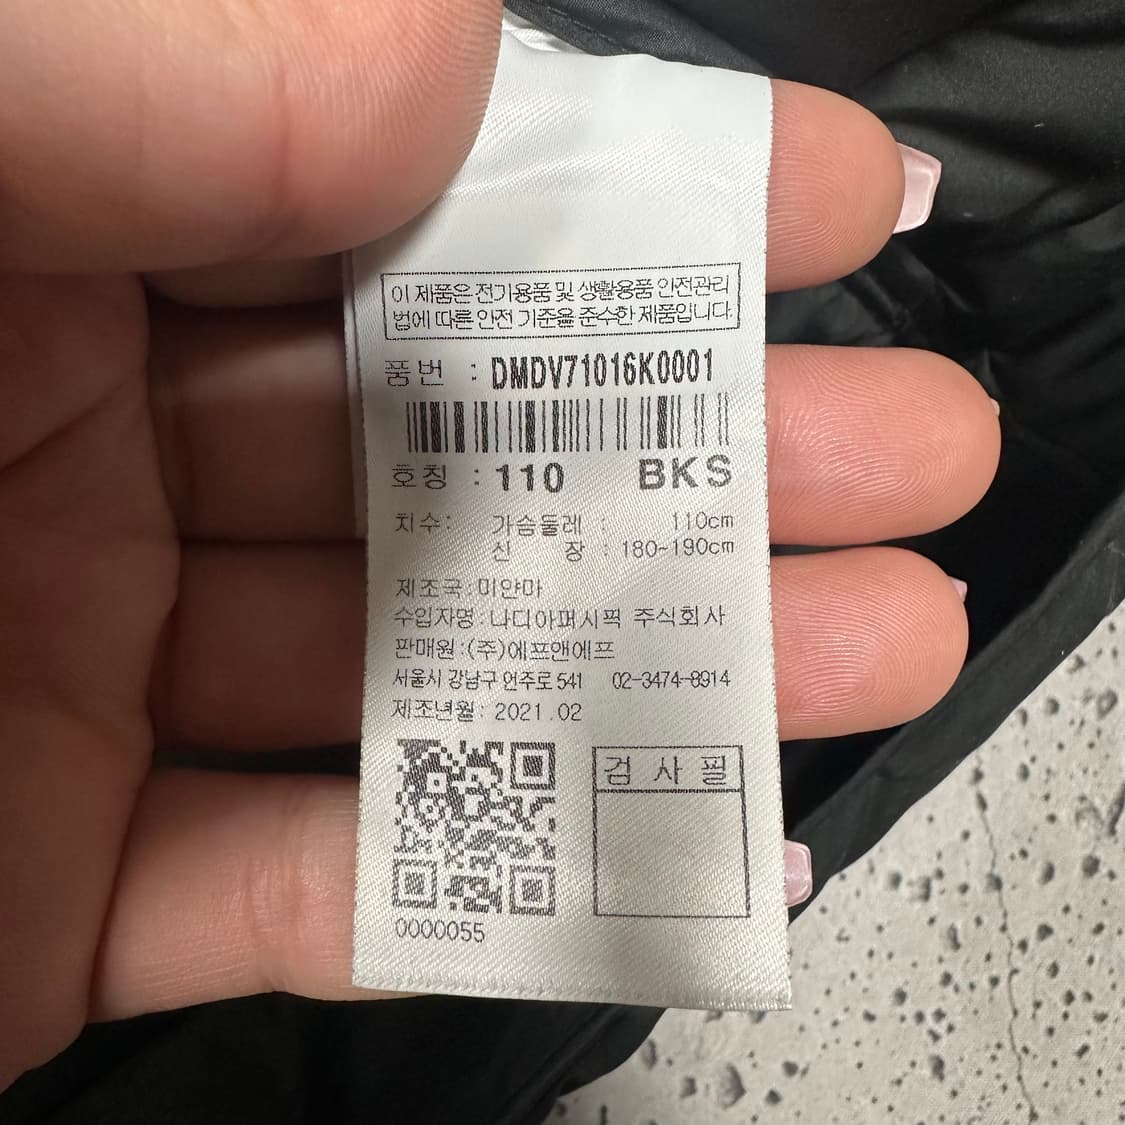 이 제품은 전기용품 및 생활용품 안전관리
법에 따른 안전 기준을 준수한 제품입니다.
품번 : DMDV71016K0001
호칭 : 110 BKS
치수: 가슴둘레 : 110cm
신 장 : 180~190cm
제조국:미얀마
수입자명:나디아퍼시픽 주식회사
판매원:(주)에프앤에프
서울시 강남구 언주로 541 02-3474-8914
제조년월: 2021.02
검 사 필
0000055